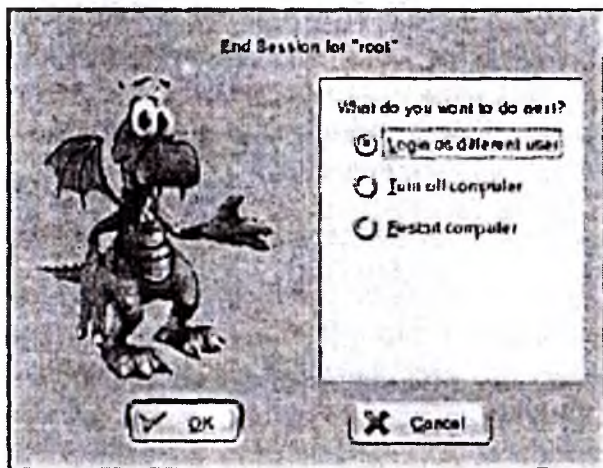 End Session for "root"
What do you want to do next?
Login as different user
Turn off computer
Restart computer
OK
Cancel